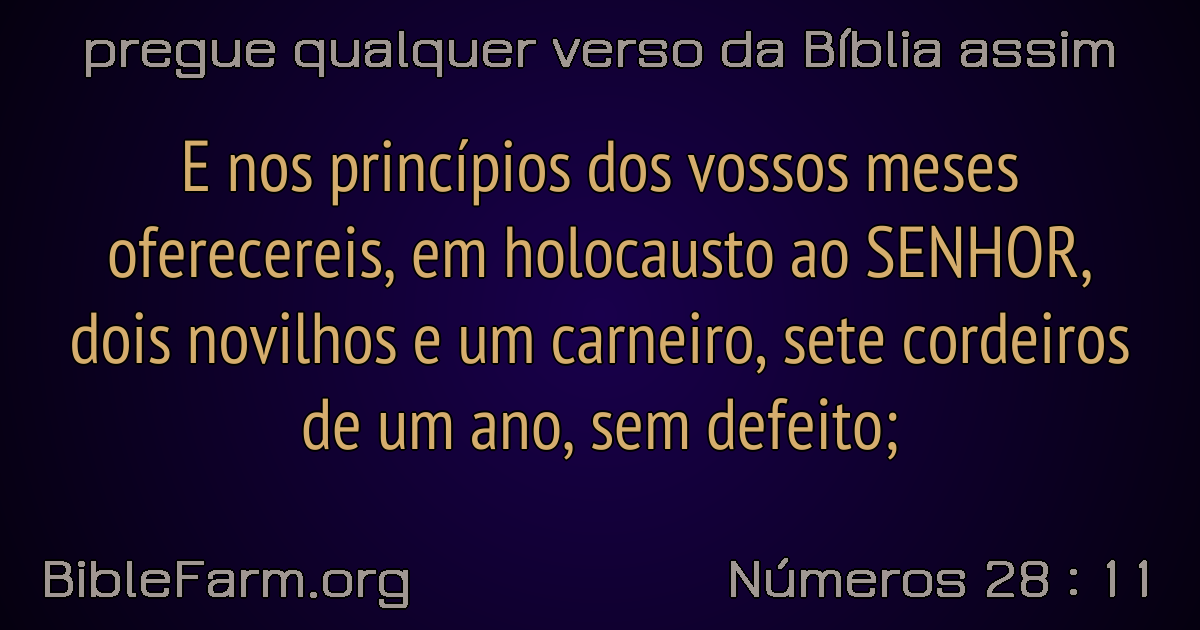 pregue qualquer verso da Bíblia assim
E nos princípios dos vossos meses
oferecereis, em holocausto ao SENHOR,
dois novilhos e um carneiro, sete cordeiros
de um ano, sem defeito;
BibleFarm.org
Números 28 : 11